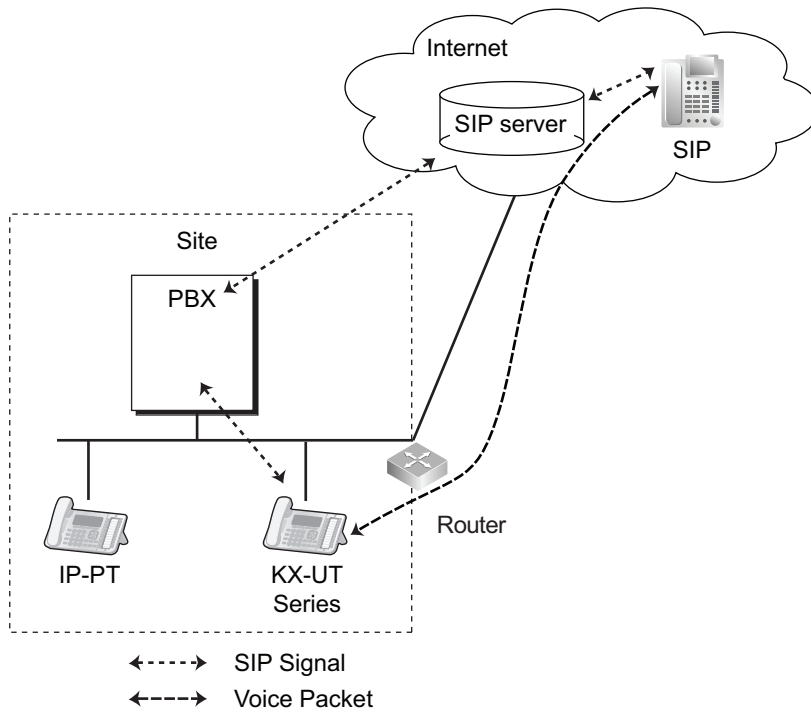 Internet
SIP server
SIP
Site
PBX
Router
IP-PT
KX-UT
Series
SIP Signal
Voice Packet